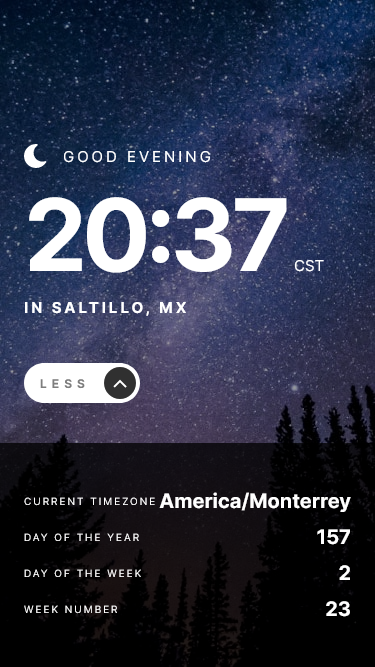 GOOD EVENING
20:37 CST
IN SALTILLO, MX
LESS
CURRENT TIMEZONE America/Monterrey
DAY OF THE YEAR 157
DAY OF THE WEEK 2
WEEK NUMBER 23